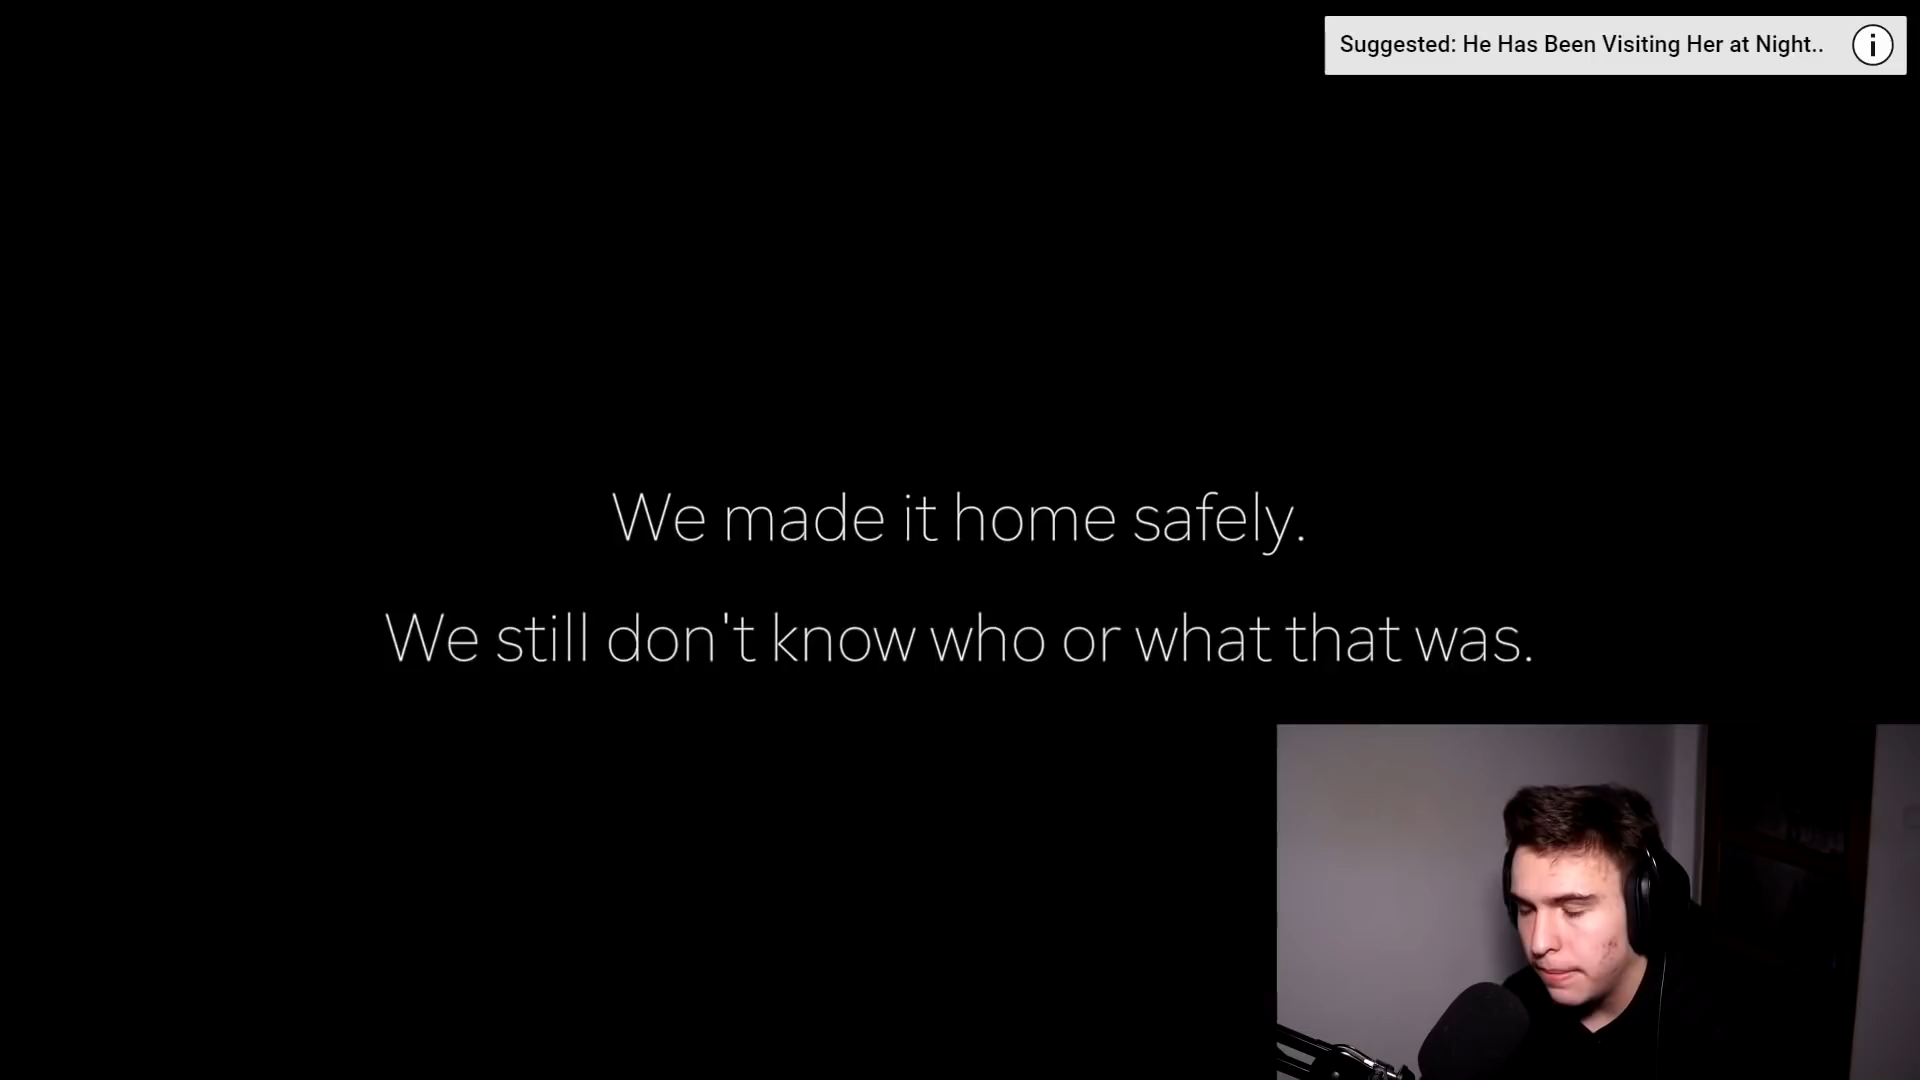 Suggested: He Has Been Visiting Her at Night..
We made it home safely.
We still don't know who or what that was.